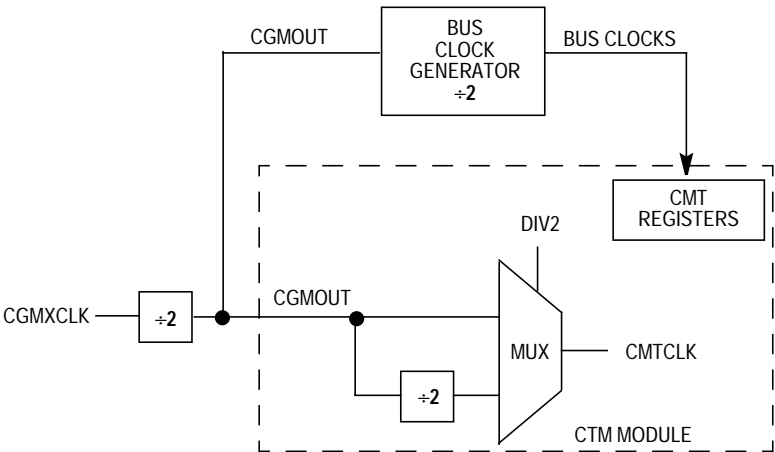 CGMOUT
BUS
CLOCK
GENERATOR
÷2
BUS CLOCKS
CMT
REGISTERS
DIV2
CGMXCLK
÷2
CGMOUT
MUX
CMTCLK
÷2
CTM MODULE